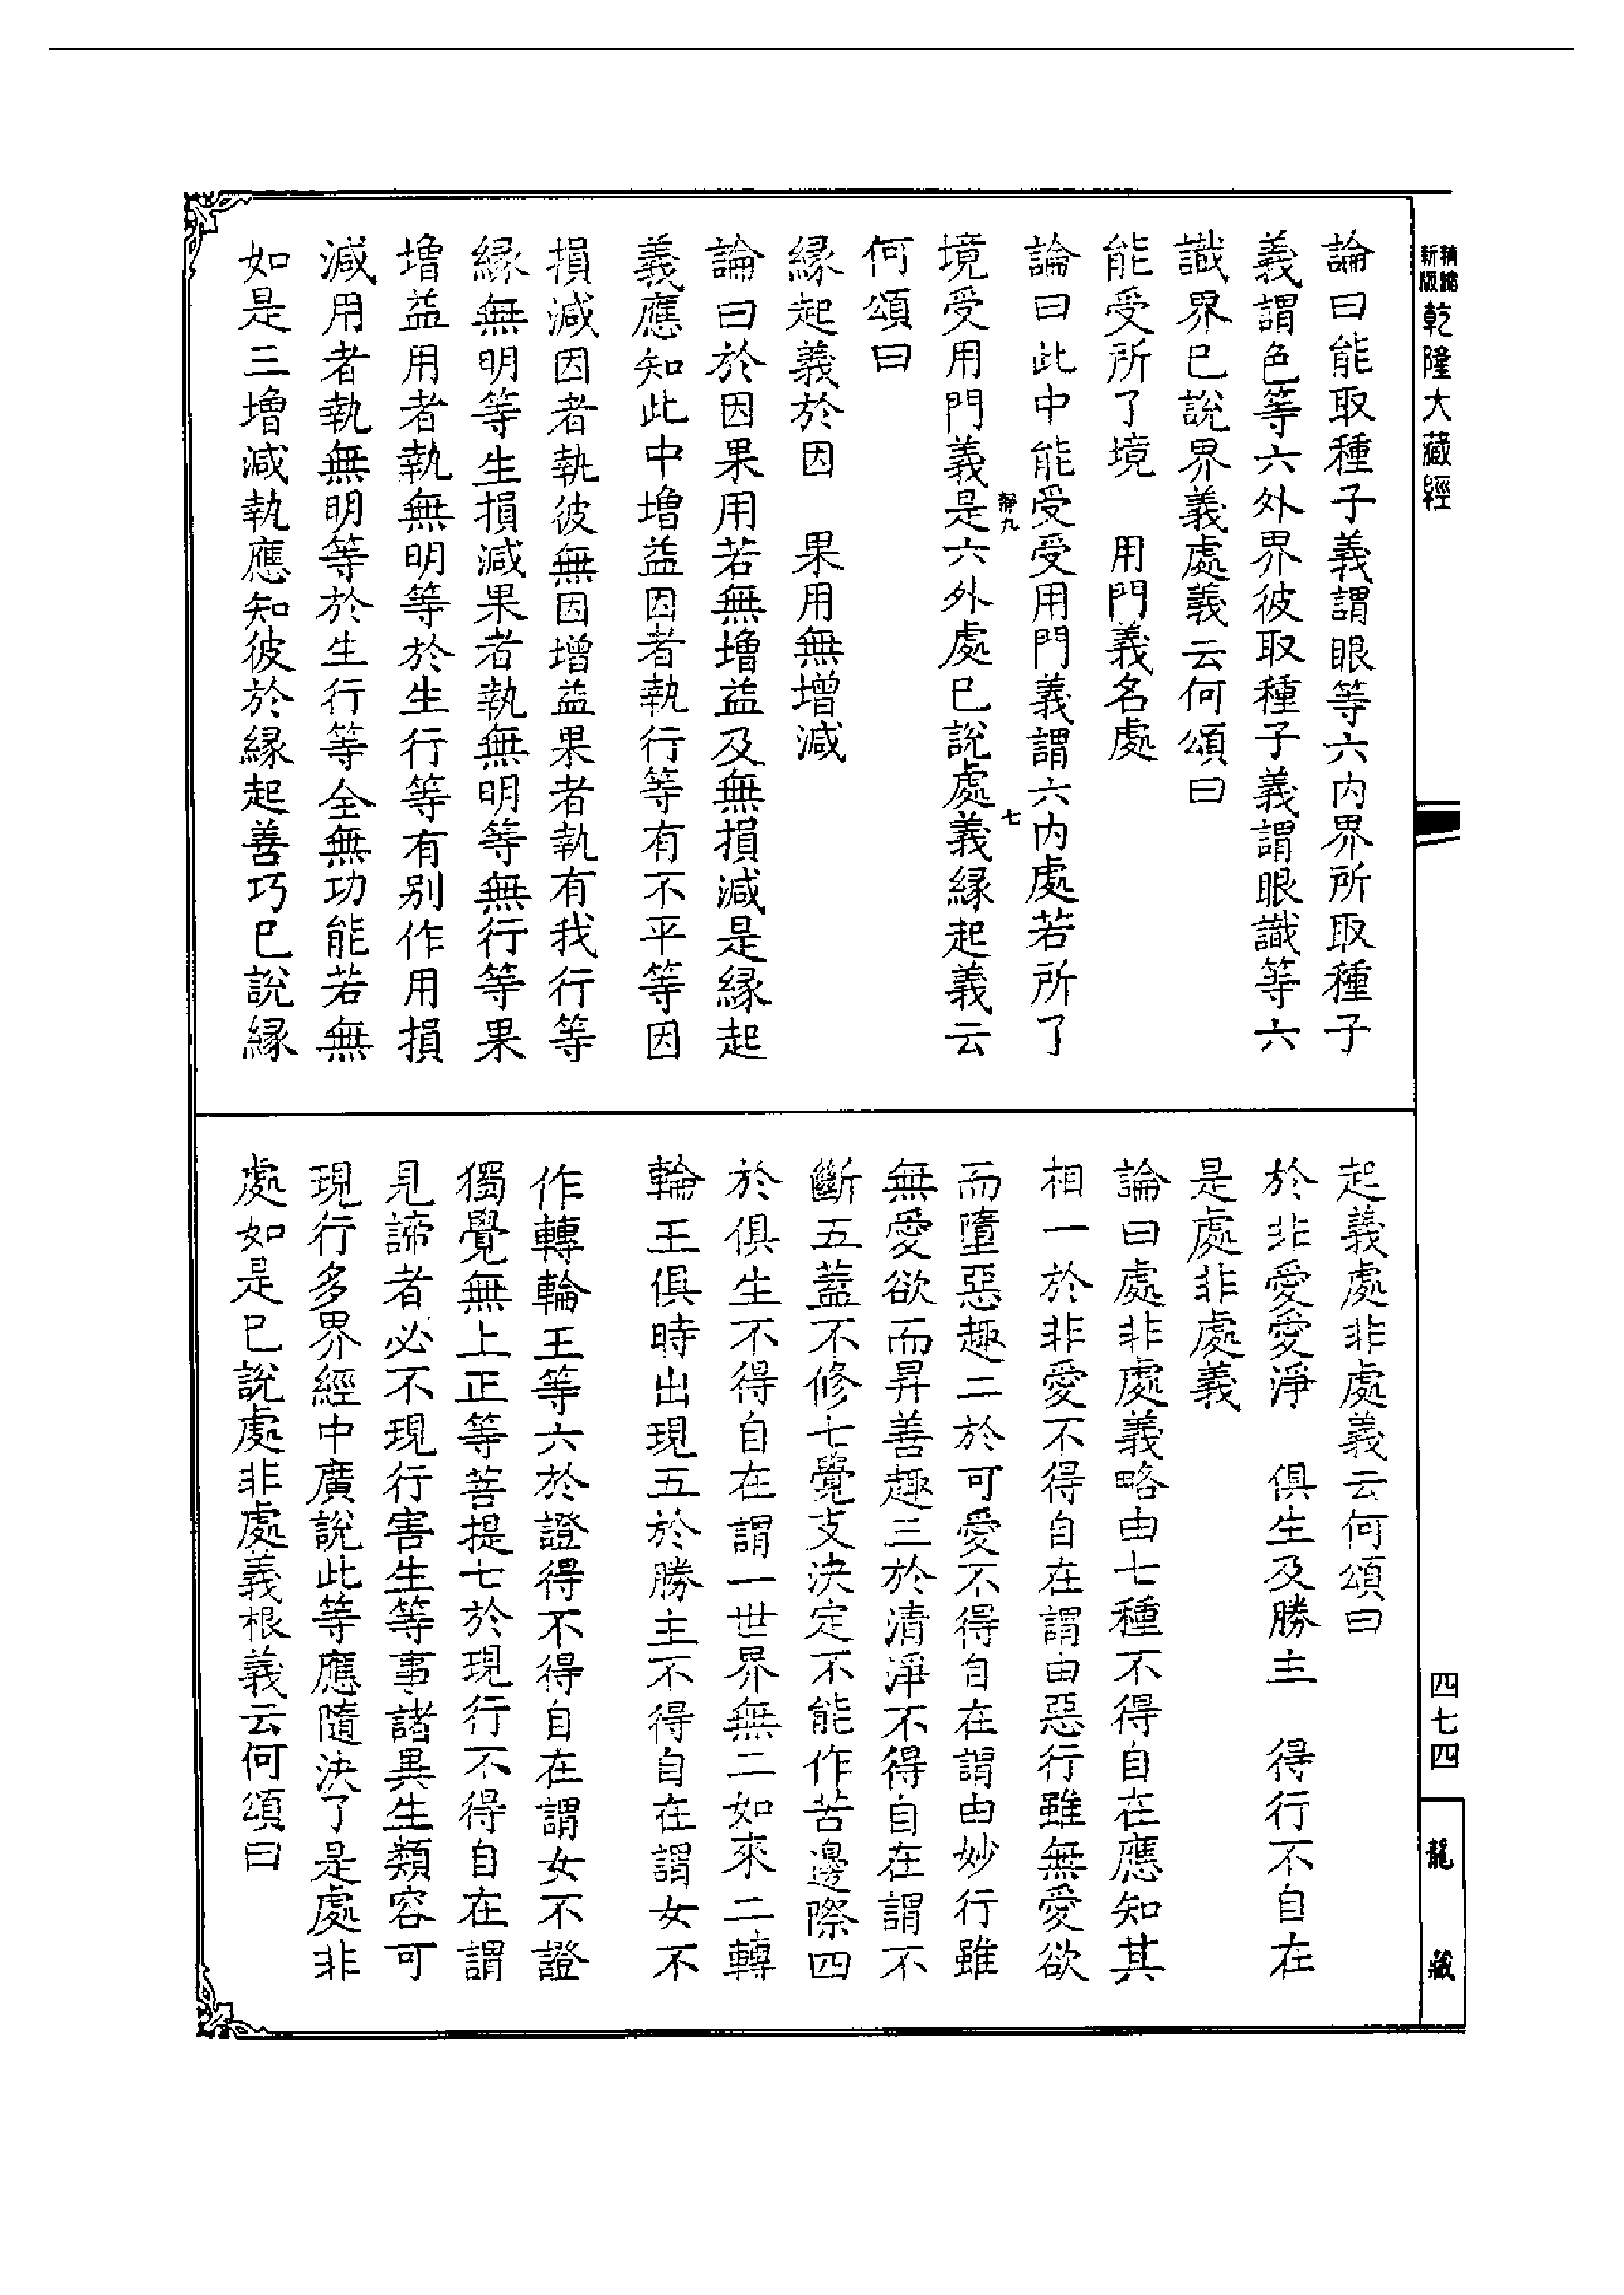 精縮新版乾隆大藏經
論曰能取種子義謂眼等六內界所取種子
義謂色等六外界彼取種子義謂眼識等六
識界已說界義處義云何頌曰
能受所了境　用門義名處
論曰此中能受受用門義謂六內處若所了
境受用門義是六外處已說處義緣起義云
何頌曰
緣起義於因　果用無增減
論曰於因果用若無增益及無損減是緣起
義應知此中增益因者執行等有不平等因
損減因者執彼無因增益果者執有我行等
緣無明等生損減果者執無明等無行等果
增益用者執無明等於生行等有別作用損
減用者執無明等於生行等全無功能若無
如是三增減執應知彼於緣起善巧已說緣
起義處非處義云何頌曰
於非愛愛淨　俱生及勝主　得行不自在
是處非處義
論曰處非處義略由七種不得自在應知其
相一於非愛不得自在謂由惡行雖無愛欲
而墮惡趣二於可愛不得自在謂由妙行雖
無愛欲而昇善趣三於清淨不得自在謂不
斷五蓋不修七覺支決定不能作苦邊際四
於俱生不得自在謂一世界無二如來二轉
輪王俱時出現五於勝主不得自在謂女不
作轉輪王等六於證得不得自在謂女不證
獨覺無上正等菩提七於現行不得自在謂
見諦者必不現行害生等事諸異生類容可
現行多界經中廣說此等應隨決了是處非
處如是已說處非處義根義云何頌曰
四七四
龍藏